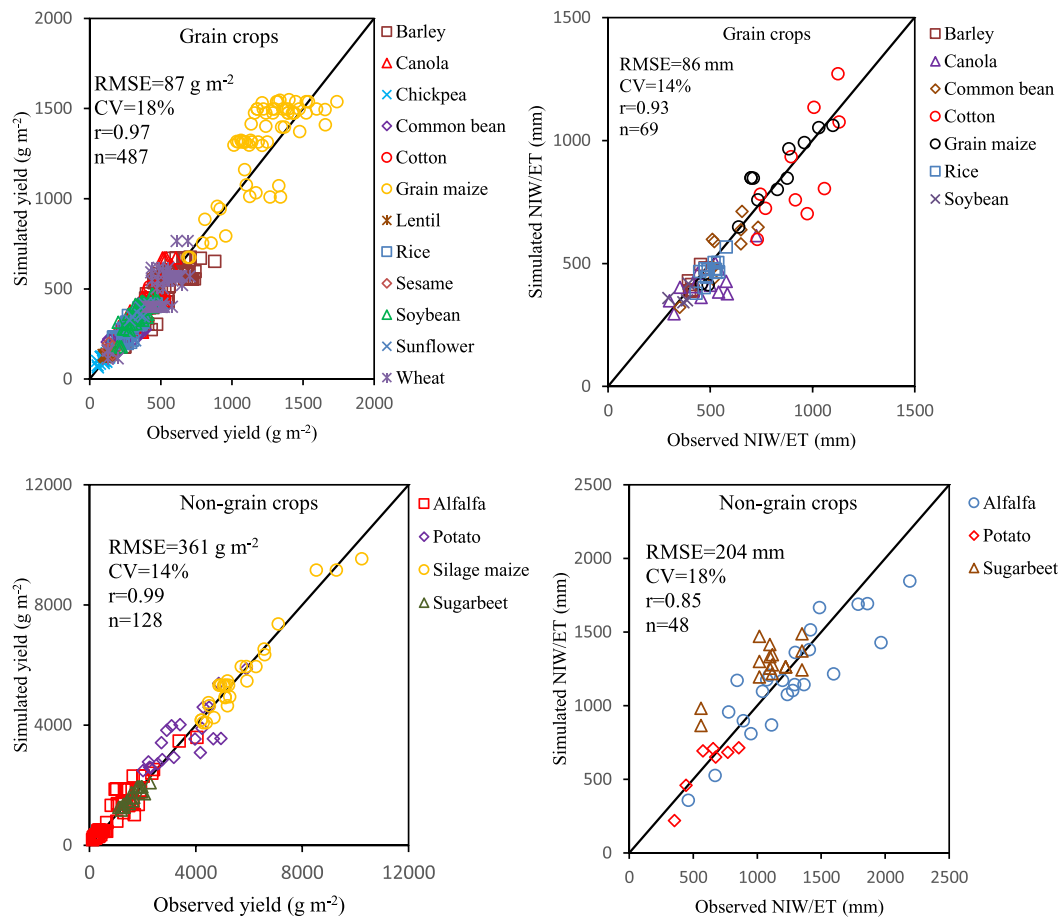 Grain crops
RMSE=87 g m⁻²
CV=18%
r=0.97
n=487
2000
1500
1000
500
0
0 500 1000 1500 2000
Simulated yield (g m⁻²)
Observed yield (g m⁻²)
Barley
Canola
Chickpea
Common bean
Cotton
Grain maize
Lentil
Rice
Sesame
Soybean
Sunflower
Wheat
Grain crops
RMSE=86 mm
CV=14%
r=0.93
n=69
1500
1000
500
0
0 500 1000 1500
Simulated NIW/ET (mm)
Observed NIW/ET (mm)
Barley
Canola
Common bean
Cotton
Grain maize
Rice
Soybean
Non-grain crops
RMSE=361 g m⁻²
CV=14%
r=0.99
n=128
12000
8000
4000
0
0 4000 8000 12000
Simulated yield (g m⁻²)
Observed yield (g m⁻²)
Alfalfa
Potato
Silage maize
Sugarbeet
Non-grain crops
RMSE=204 mm
CV=18%
r=0.85
n=48
2500
2000
1500
1000
500
0
0 500 1000 1500 2000 2500
Simulated NIW/ET (mm)
Observed NIW/ET (mm)
Alfalfa
Potato
Sugarbeet